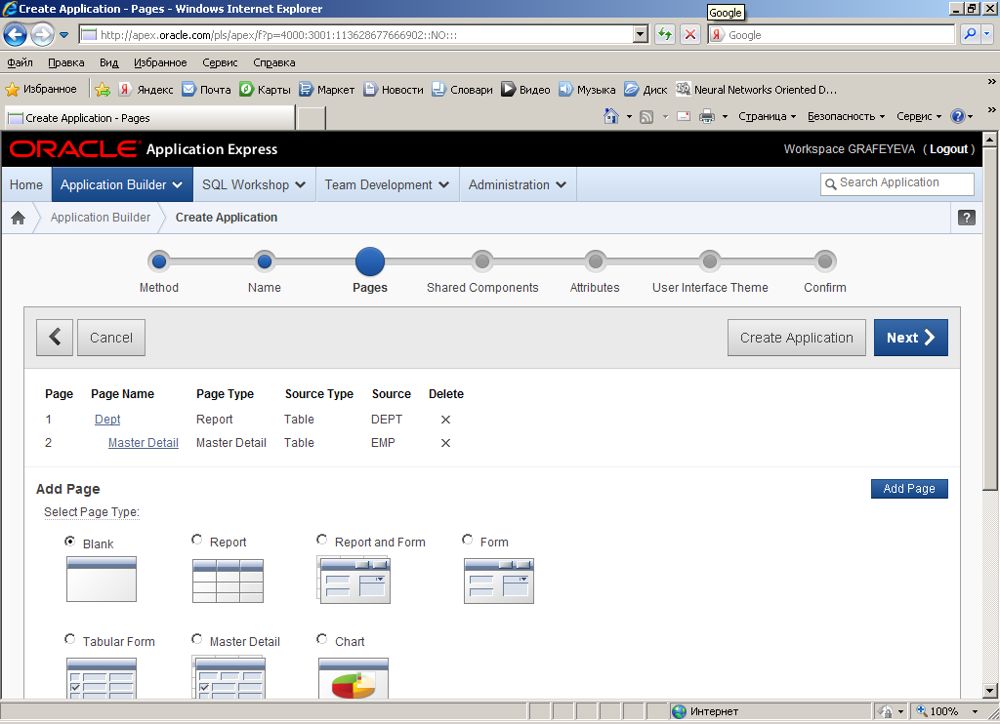 Create Application - Pages - Windows Internet Explorer
Google
http://apex.oracle.com/pls/apex/f?p=4000:3001:113628677666902::NO:::
Google
Файл Правка Вид Избранное Сервис Справка
Избранное Яндекс Почта Карты Маркет Новости Словари Видео Музыка Диск Neural Networks Oriented D...
Create Application - Pages
Страница Безопасность Сервис
ORACLE Application Express
Workspace GRAFEYEVA ( Logout )
Home Application Builder SQL Workshop Team Development Administration
Search Application
Application Builder Create Application
?
Method Name Pages Shared Components Attributes User Interface Theme Confirm
Cancel Create Application Next
Page Page Name Page Type Source Type Source Delete
1 Dept Report Table DEPT
2 Master Detail Master Detail Table EMP
Add Page Add Page
Select Page Type:
Blank Report Report and Form Form
Tabular Form Master Detail Chart
Интернет 100%